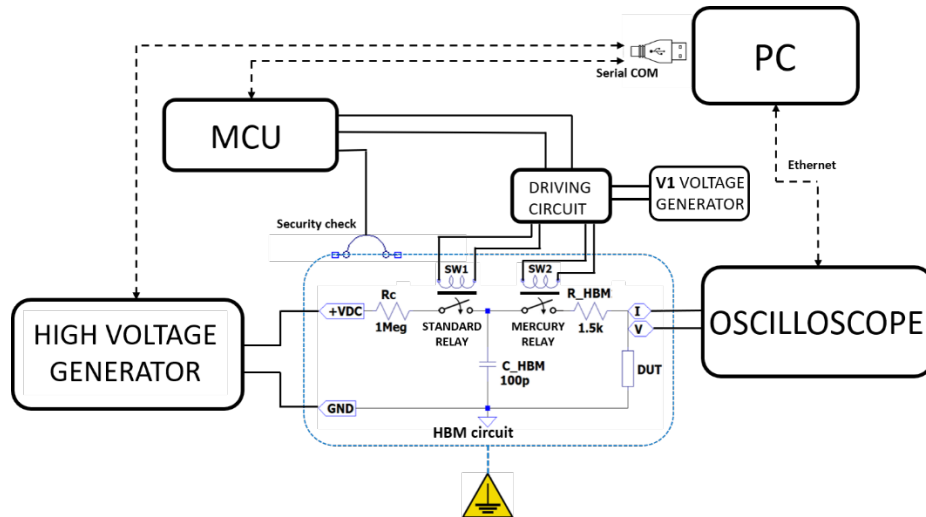 PC
Serial COM
MCU
Ethernet
DRIVING
CIRCUIT
V1 VOLTAGE
GENERATOR
Security check
SW1
SW2
HIGH VOLTAGE
GENERATOR
+VDC
Rc
1Meg
STANDARD
RELAY
MERCURY
RELAY
R_HBM
1.5k
I
V
OSCILLOSCOPE
C_HBM
100p
DUT
GND
HBM circuit